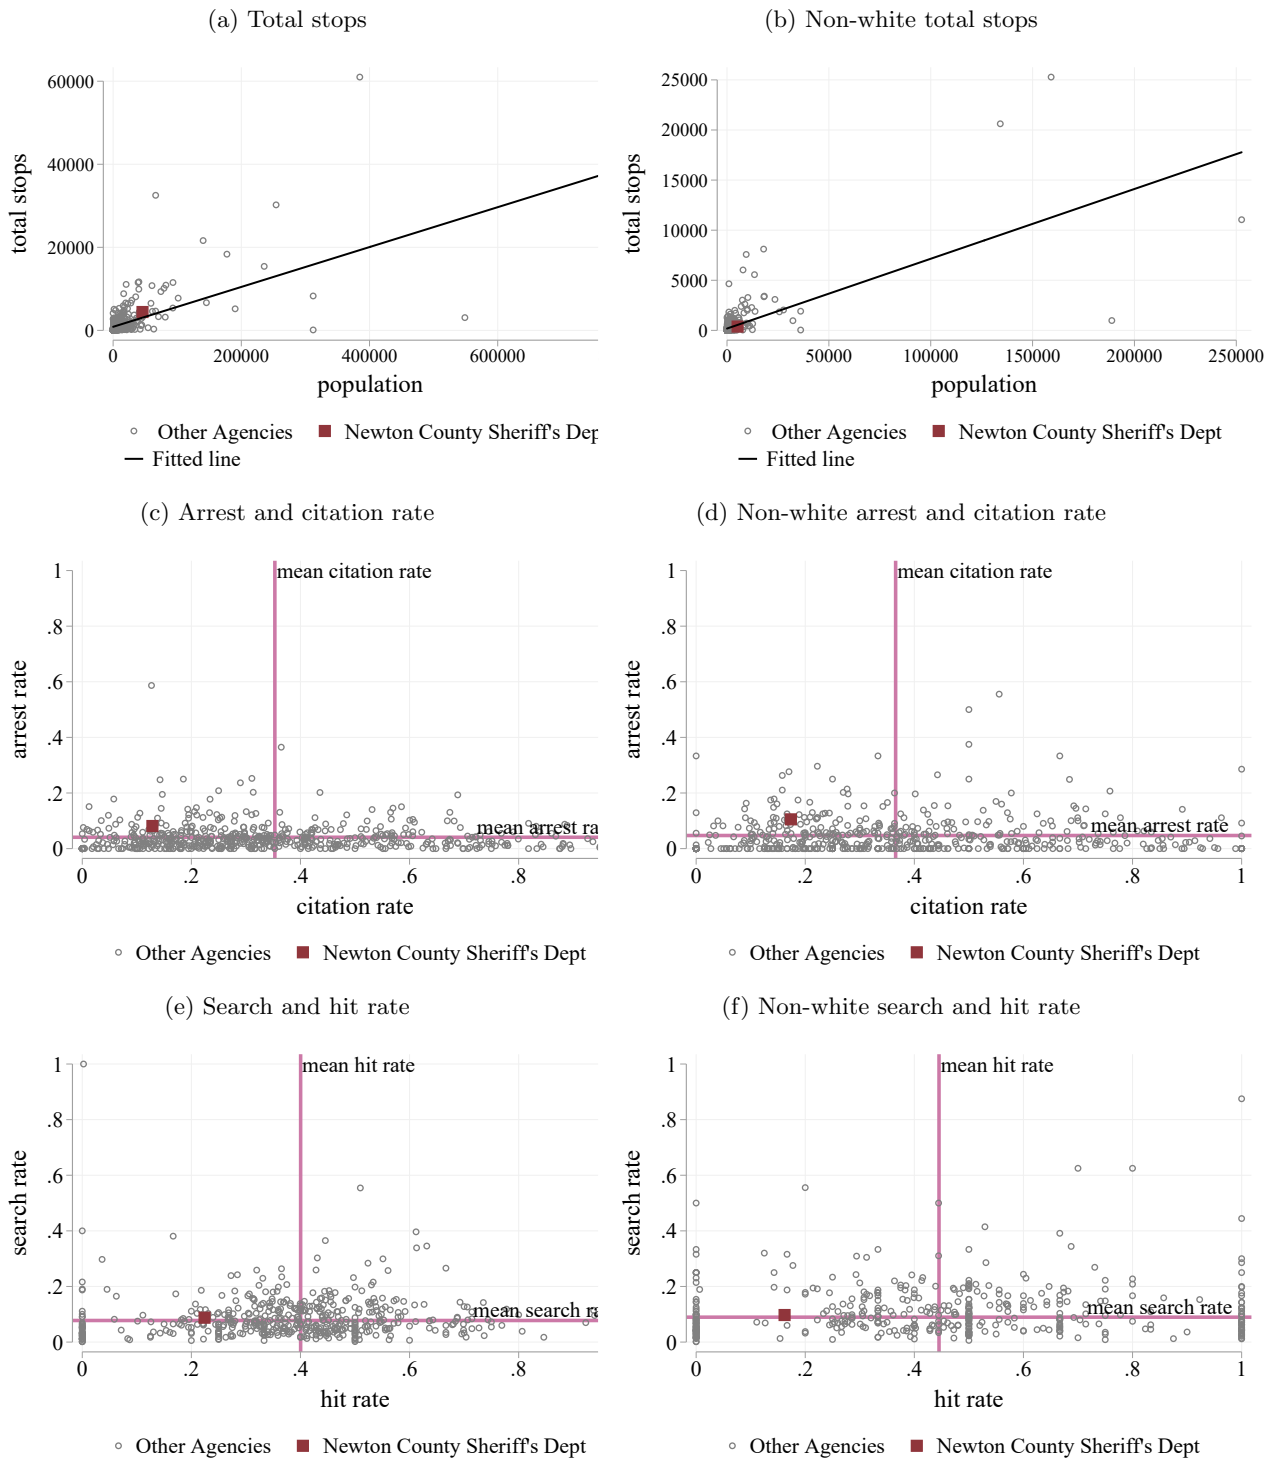 (a) Total stops
(b) Non-white total stops
total stops
60000
40000
20000
0
0 200000 400000 600000
population
Other Agencies Newton County Sheriff's Dep
Fitted line
total stops
25000
20000
15000
10000
5000
0
0 50000 100000 150000 200000 250000
population
Other Agencies Newton County Sheriff's Dept
Fitted line
(c) Arrest and citation rate
(d) Non-white arrest and citation rate
arrest rate
1
.8
.6
.4
.2
0
mean citation rate
mean arrest ra
0 .2 .4 .6 .8
citation rate
Other Agencies Newton County Sheriff's Dept
arrest rate
1
.8
.6
.4
.2
0
mean citation rate
mean arrest rate
0 .2 .4 .6 .8 1
citation rate
Other Agencies Newton County Sheriff's Dept
(e) Search and hit rate
(f) Non-white search and hit rate
search rate
1
.8
.6
.4
.2
0
mean hit rate
mean search ra
0 .2 .4 .6 .8
hit rate
Other Agencies Newton County Sheriff's Dept
search rate
1
.8
.6
.4
.2
0
mean hit rate
mean search rate
0 .2 .4 .6 .8 1
hit rate
Other Agencies Newton County Sheriff's Dept